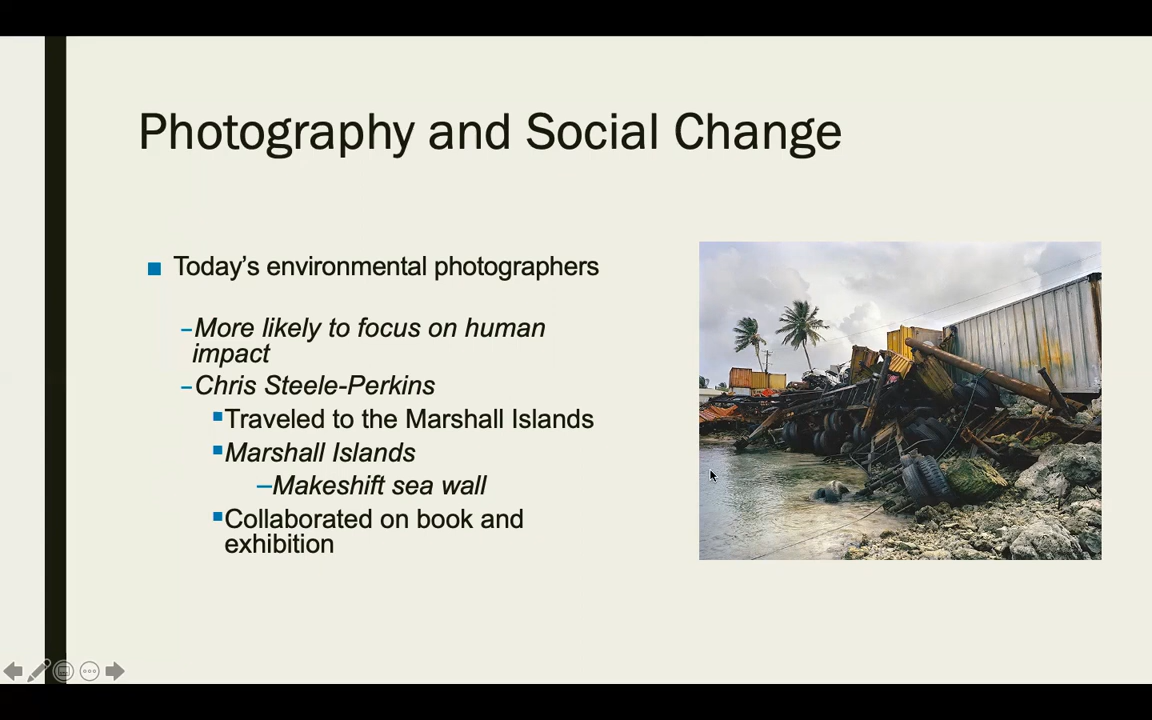 Photography and Social Change
■ Today's environmental photographers
–More likely to focus on human
impact
–Chris Steele-Perkins
▪Traveled to the Marshall Islands
▪Marshall Islands
–Makeshift sea wall
▪Collaborated on book and
exhibition